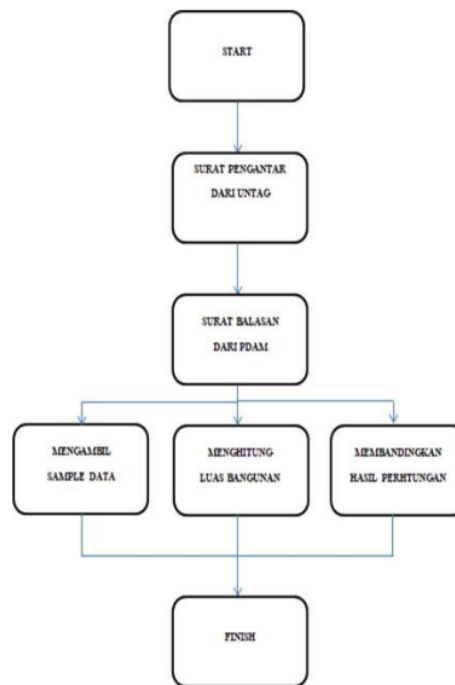 START
SURAT PENGANTAR
DARI UNTAG
SURAT BALASAN
DARI PDAM
MENGAMBIL
SAMPLE DATA
MENGHITUNG
LUAS BANGUNAN
MEMBANDINGKAN
HASIL PERHTUNGAN
FINISH